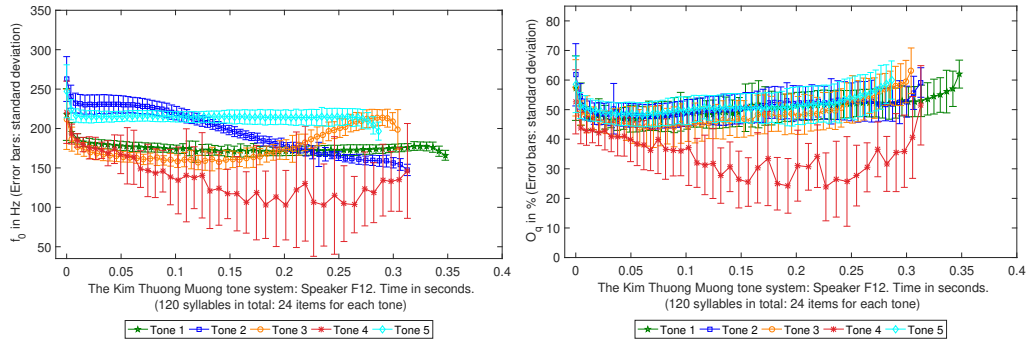 350
300
250
200
150
100
50
f0 in Hz (Error bars: standard deviation)
0 0.05 0.1 0.15 0.2 0.25 0.3 0.4
The Kim Thuong Muong tone system: Speaker F12. Time in seconds.
(120 syllables in total: 24 items for each tone)
Tone 1 Tone 2 Tone 3 Tone 4 Tone 5
90
80
70
60
50
40
30
20
10
0
Oq in % (Error bars: standard deviation)
0 0.05 0.1 0.15 0.2 0.25 0.3 0.4
The Kim Thuong Muong tone system: Speaker F12. Time in seconds.
(120 syllables in total: 24 items for each tone)
Tone 1 Tone 2 Tone 3 Tone 4 Tone 5